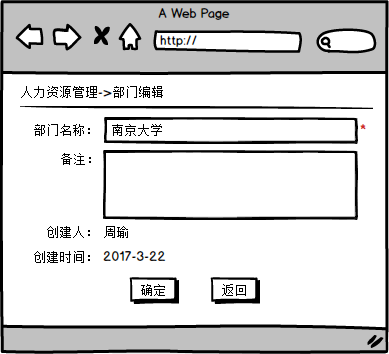 A Web Page
http://
人力资源管理->部门编辑
部门名称： 南京大学 *
备注：
创建人： 周瑜
创建时间： 2017-3-22
确定 返回